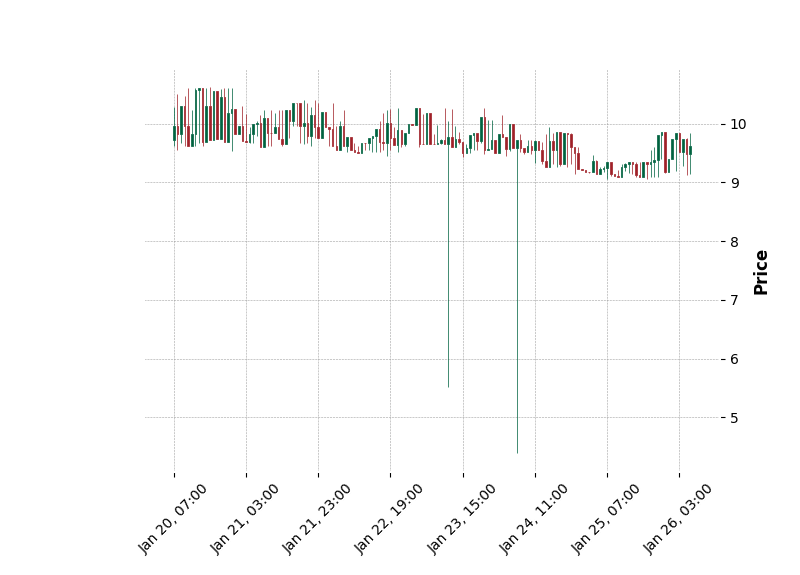 10
9
8
7
6
5
Price
Jan 20, 07:00
Jan 21, 03:00
Jan 21, 23:00
Jan 22, 19:00
Jan 23, 15:00
Jan 24, 11:00
Jan 25, 07:00
Jan 26, 03:00